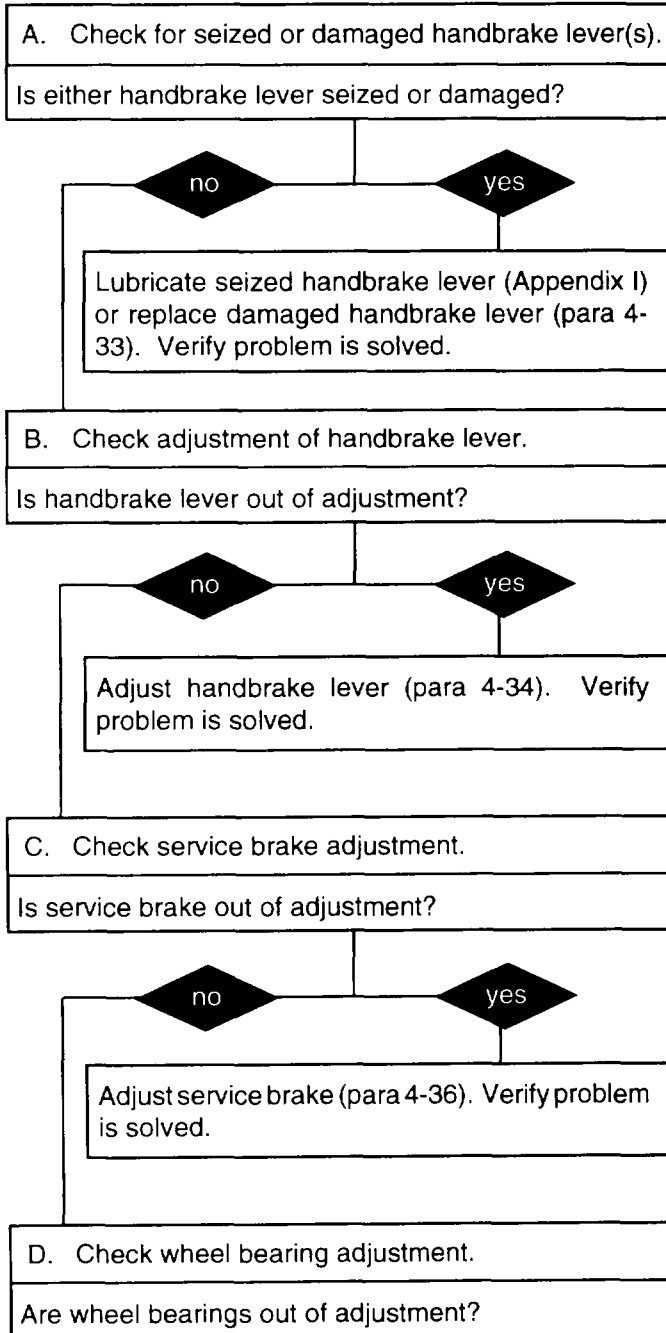 A. Check for seized or damaged handbrake lever(s).
Is either handbrake lever seized or damaged?
no
yes
Lubricate seized handbrake lever (Appendix I)
or replace damaged handbrake lever (para 4-
33). Verify problem is solved.
B. Check adjustment of handbrake lever.
Is handbrake lever out of adjustment?
no
yes
Adjust handbrake lever (para 4-34). Verify
problem is solved.
C. Check service brake adjustment.
Is service brake out of adjustment?
no
yes
Adjust service brake (para 4-36). Verify problem
is solved.
D. Check wheel bearing adjustment.
Are wheel bearings out of adjustment?